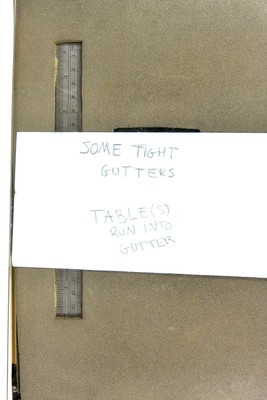 SOME TIGHT
GUTTERS
TABLE(S)
RUN INTO
GUTTER